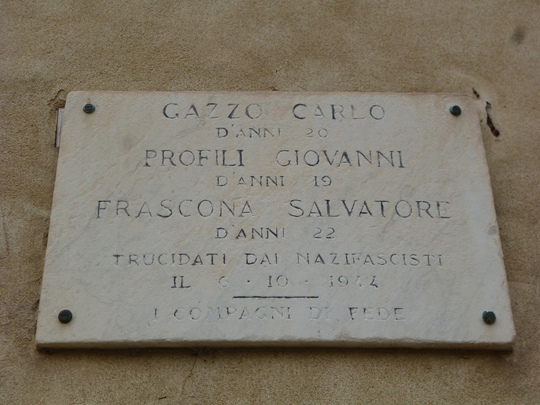 GAZZO CARLO
D'ANNI 20
PROFILI GIOVANNI
D'ANNI 19
FRASCONA SALVATORE
D'ANNI 22
TRUCIDATI DAI NAZIFASCISTI
IL 6 · 10 · 1944
I COMPAGNI DI FEDE